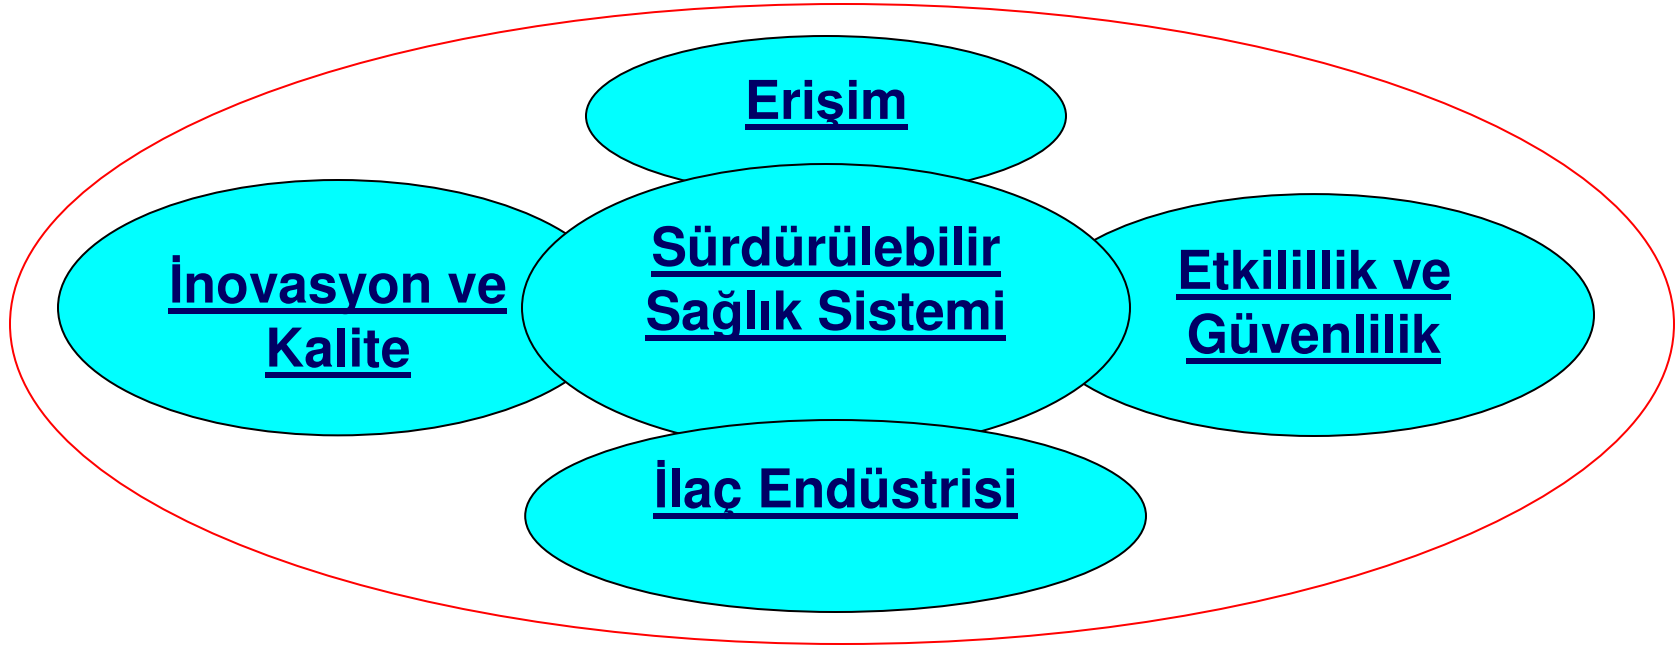 Erişim
İnovasyon ve
Kalite
Sürdürülebilir
Sağlık Sistemi
Etkilillik ve
Güvenlilik
İlaç Endüstrisi